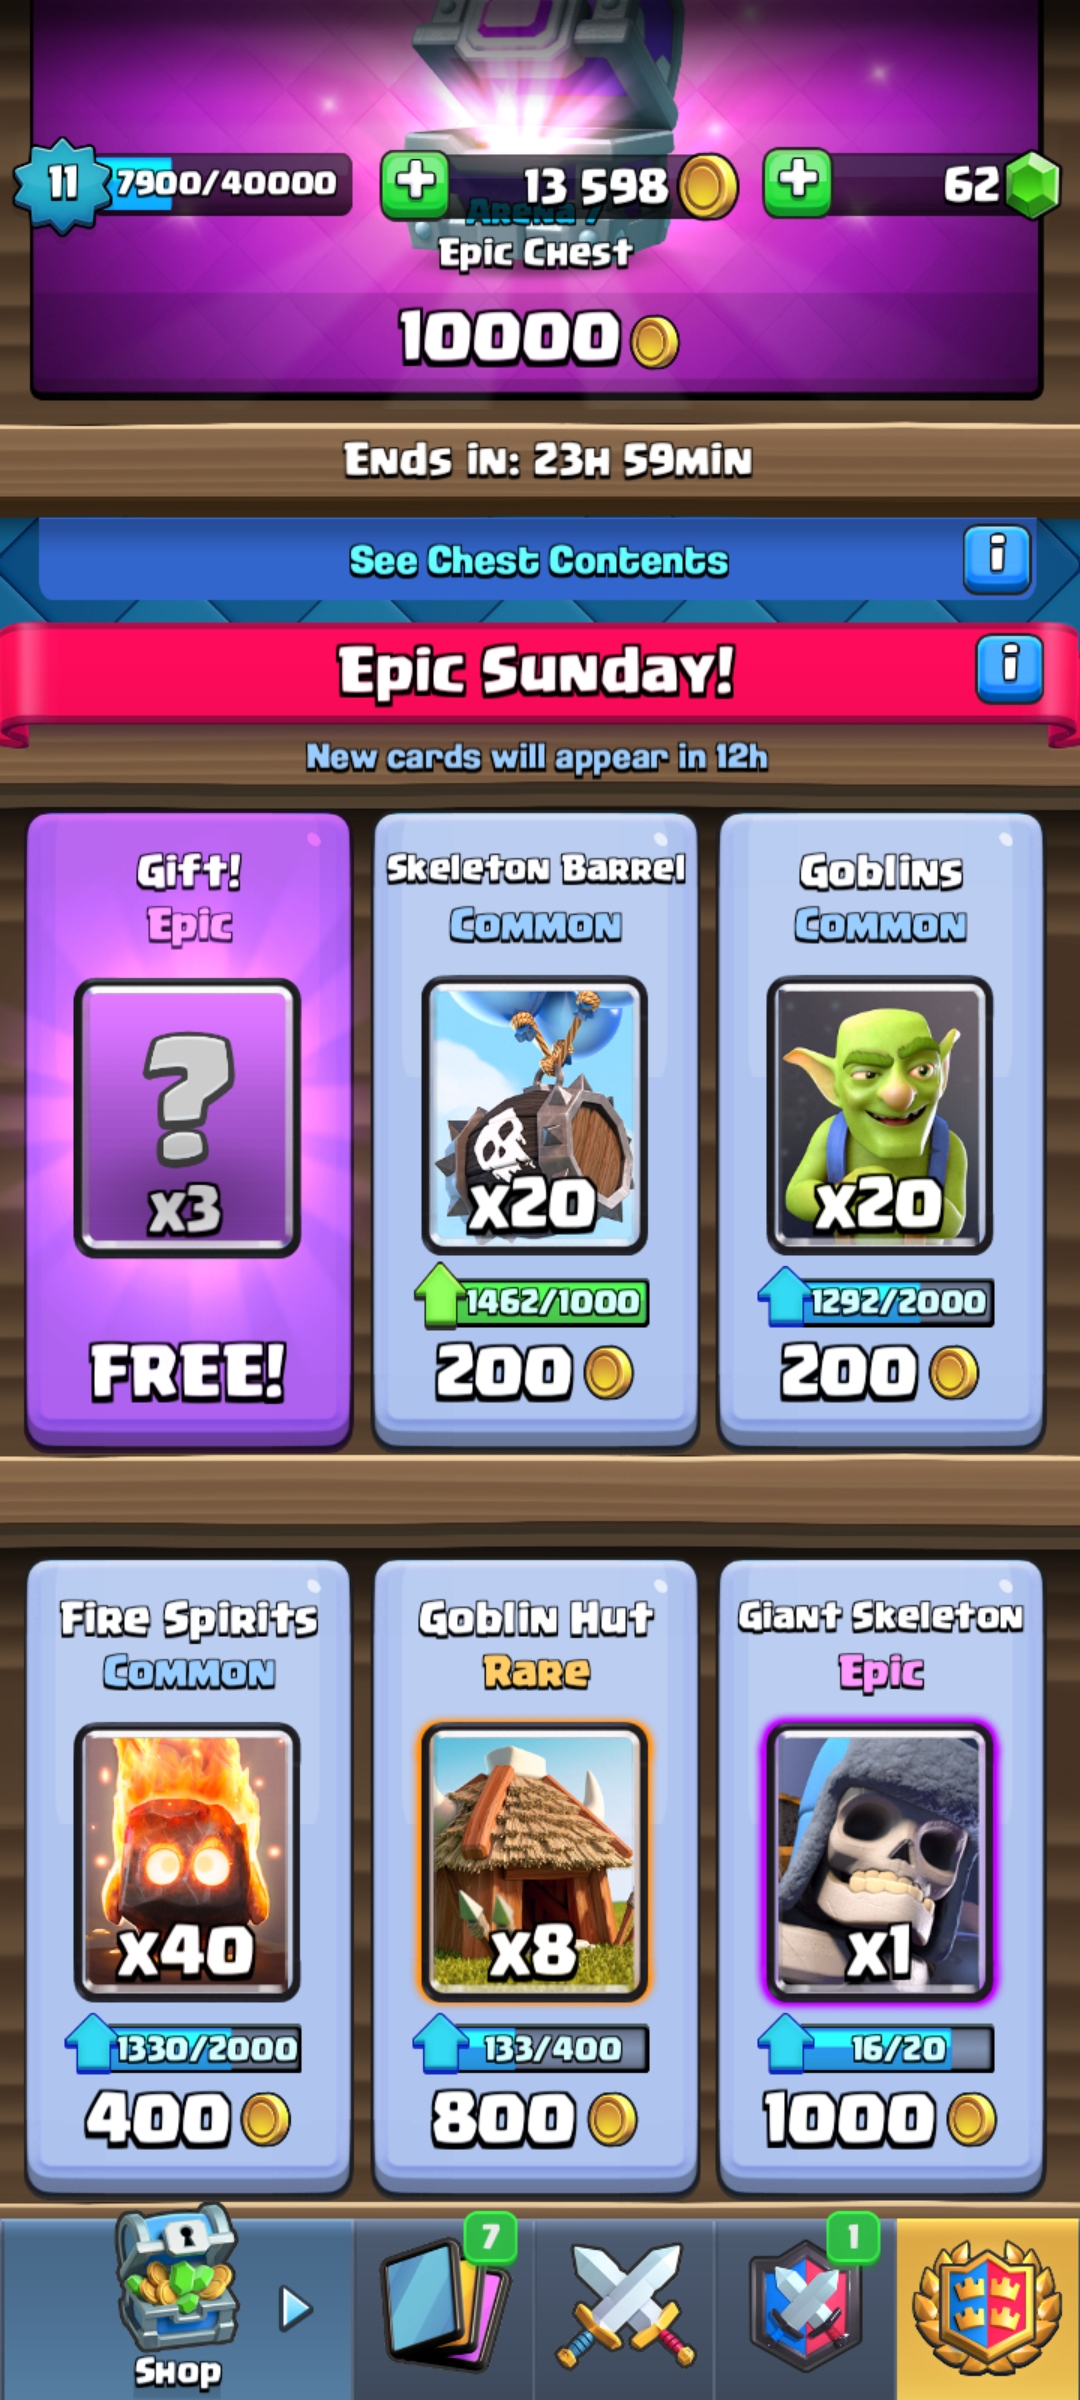 11 7900/40000 13 598 62
Arena 7
Epic Chest
10000
Ends in: 23h 59min
See Chest Contents
Epic Sunday!
New cards will appear in 12h
Gift!
Epic
x3
FREE!
Skeleton Barrel
Common
x20
1462/1000
200
Goblins
Common
x20
1292/2000
200
Fire Spirits
Common
x40
1330/2000
400
Goblin Hut
Rare
x8
133/400
800
Giant Skeleton
Epic
x1
16/20
1000
7
1
Shop